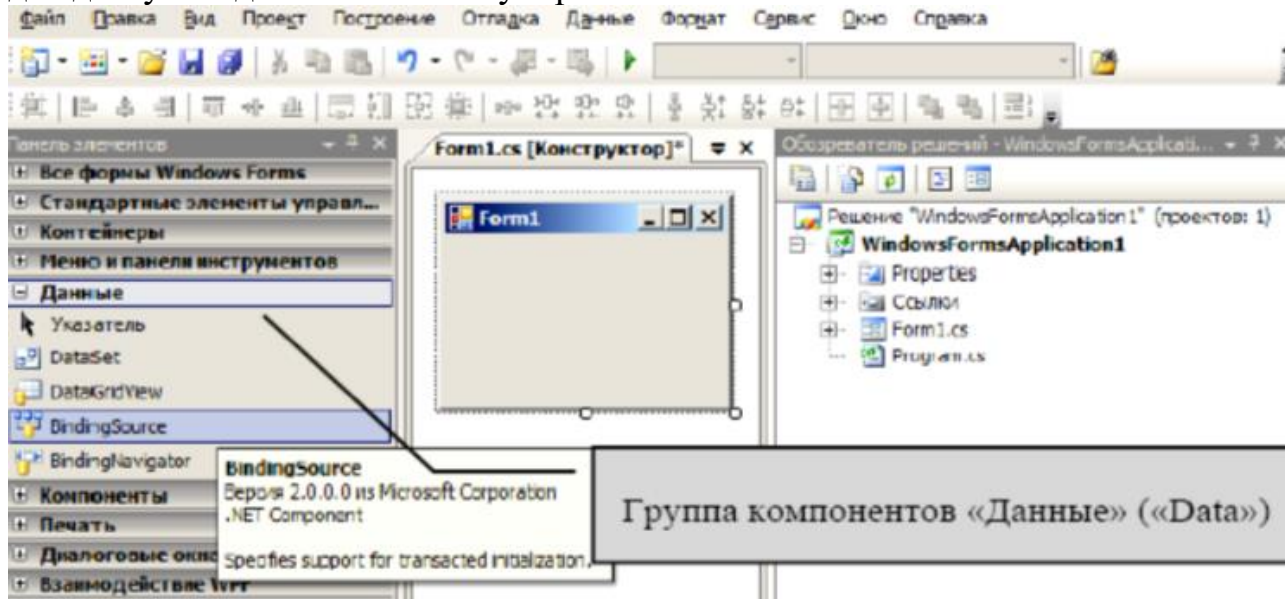 Файл Правка Вид Проект Построение Отладка Данные Формат Сервис Окно Справка
Панель элементов
Все формы Windows Forms
Стандартные элементы управл...
Контейнеры
Меню и панели инструментов
Данные
Указатель
DataSet
DataGridView
BindingSource
BindingNavigator
Компоненты
Печать
Диалоговые окно
Взаимодействие WPF
Form1.cs [Конструктор]*
Form1
BindingSource
Версия 2.0.0.0 из Microsoft Corporation
.NET Component
Specifies support for transacted initialization.
Обозреватель решений - WindowsFormsApplicati...
Решение "WindowsFormsApplication1" (проектов: 1)
WindowsFormsApplication1
Properties
Ссылки
Form1.cs
Program.cs
Группа компонентов «Данные» («Data»)